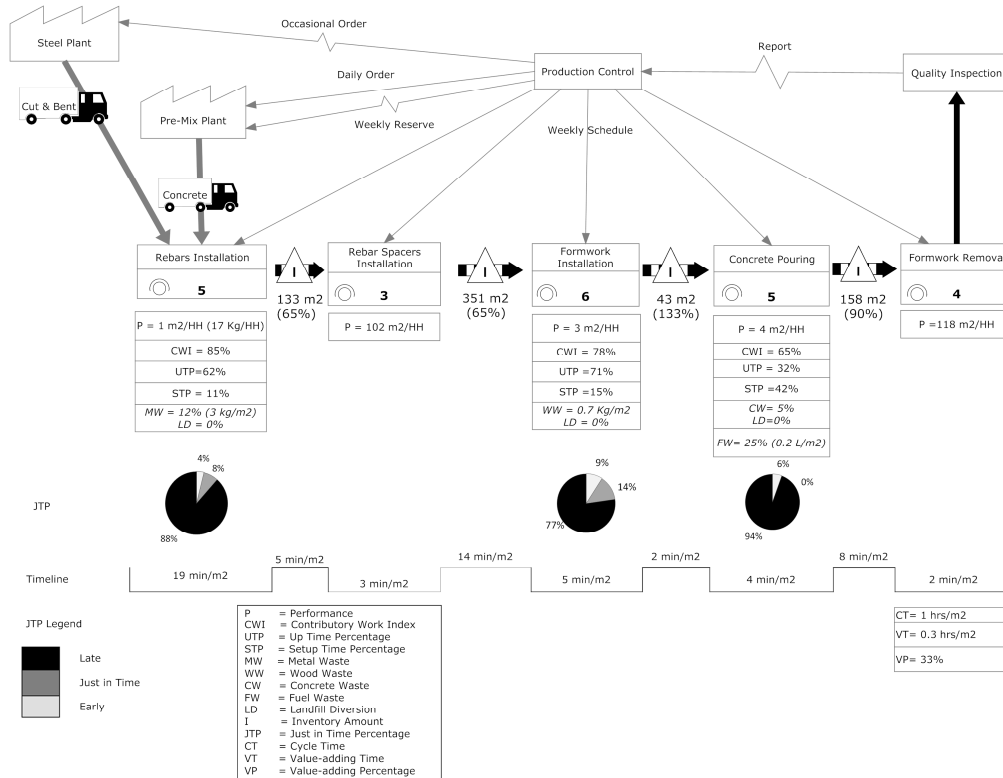 Occasional Order
Steel Plant
Report
Production Control
Quality Inspection
Daily Order
Cut & Bent
Pre-Mix Plant
Weekly Reserve
Weekly Schedule
Concrete
Rebars Installation
Rebar Spacers
Installation
Formwork
Installation
Concrete Pouring
Formwork Remova
I
I
I
I
5
3
6
5
4
133 m2
(65%)
351 m2
(65%)
43 m2
(133%)
158 m2
(90%)
P = 1 m2/HH (17 Kg/HH)
CWI = 85%
UTP=62%
STP = 11%
MW = 12% (3 kg/m2)
LD = 0%
P = 102 m2/HH
P = 3 m2/HH
CWI = 78%
UTP =71%
STP =15%
WW = 0.7 Kg/m2
LD = 0%
P = 4 m2/HH
CWI = 65%
UTP = 32%
STP =42%
CW= 5%
LD=0%
FW= 25% (0.2 L/m2)
P =118 m2/HH
JTP
4%
8%
88%
9%
14%
77%
6%
0%
94%
Timeline
19 min/m2
5 min/m2
3 min/m2
14 min/m2
5 min/m2
2 min/m2
4 min/m2
8 min/m2
2 min/m2
CT= 1 hrs/m2
VT= 0.3 hrs/m2
VP= 33%
JTP Legend
Late
Just in Time
Early
P = Performance
CWI = Contributory Work Index
UTP = Up Time Percentage
STP = Setup Time Percentage
MW = Metal Waste
WW = Wood Waste
CW = Concrete Waste
FW = Fuel Waste
LD = Landfill Diversion
I = Inventory Amount
JTP = Just in Time Percentage
CT = Cycle Time
VT = Value-adding Time
VP = Value-adding Percentage